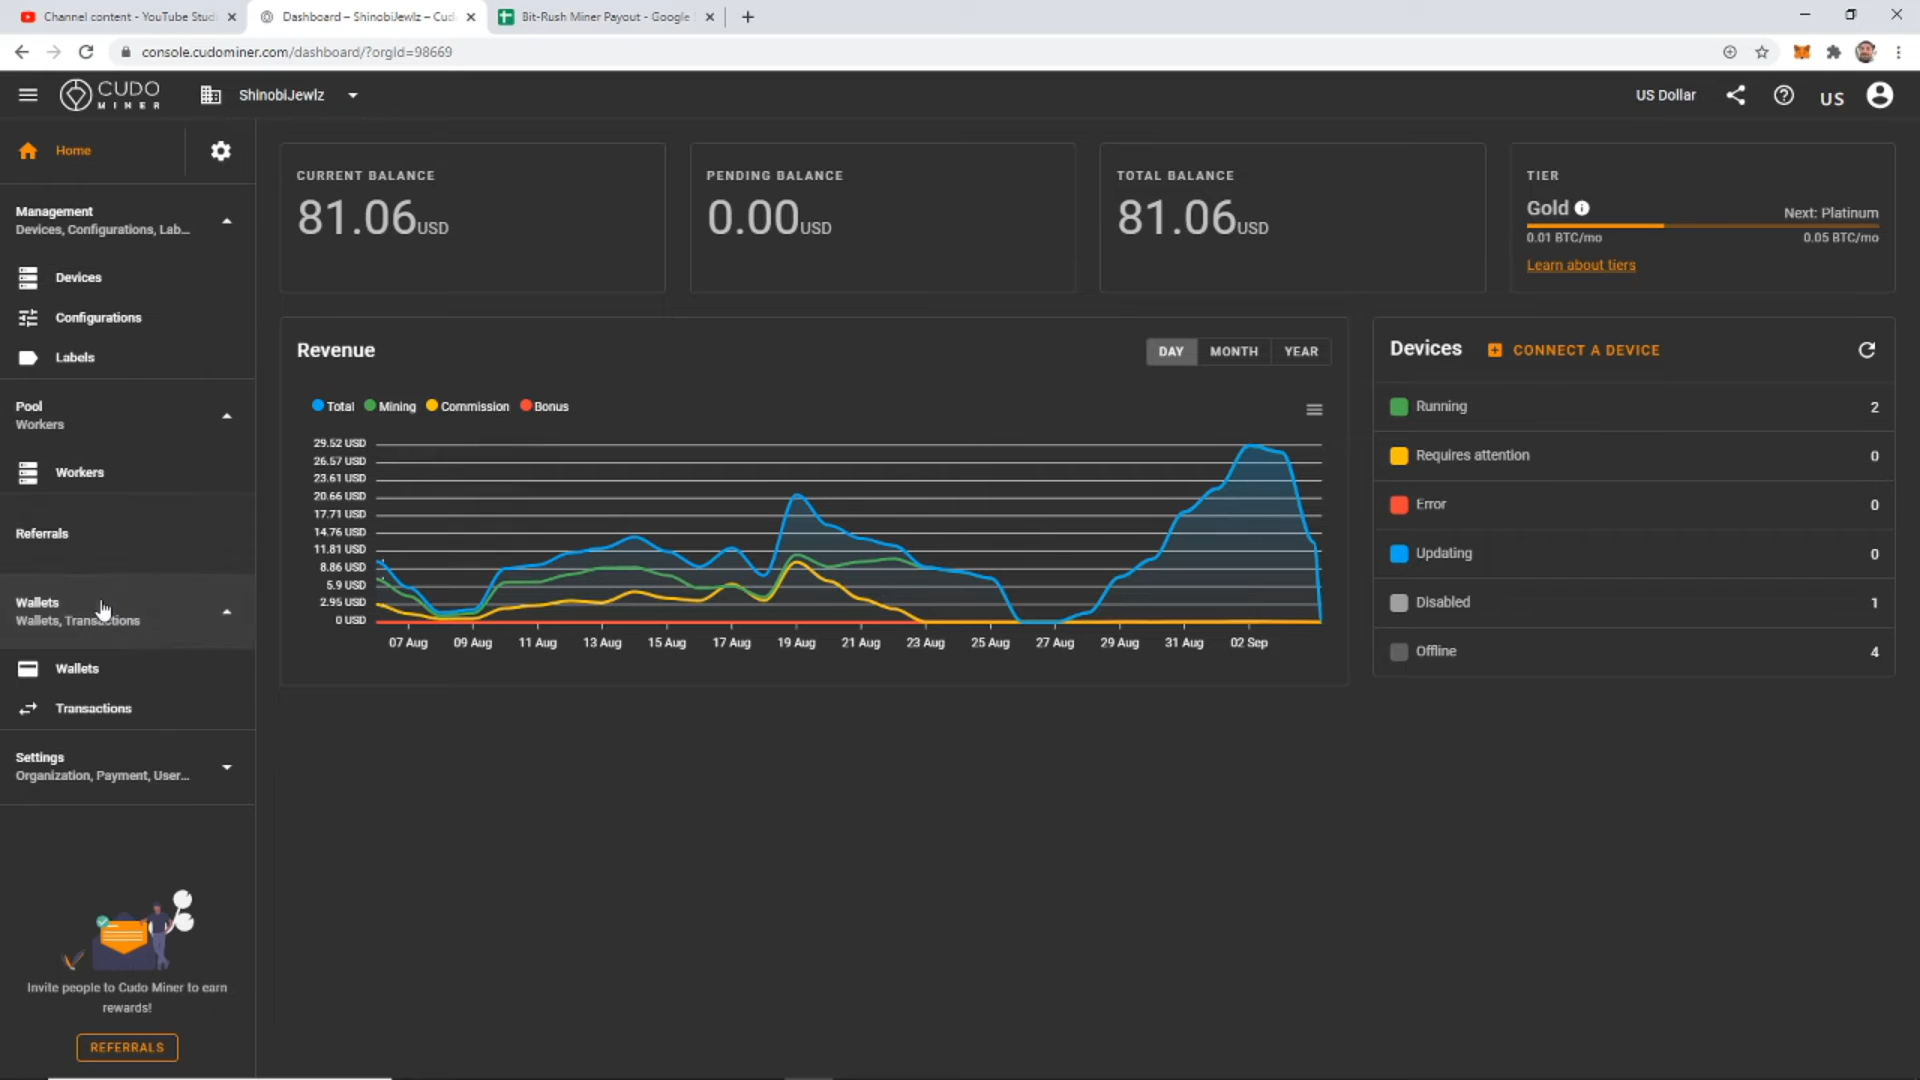 Channel content - YouTube Studi
Dashboard – ShinobiJewlz – Cud
Bit-Rush Miner Payout - Google
console.cudominer.com/dashboard/?orgId=98669
CUDO
MINER
ShinobiJewlz
US Dollar
US
Home
Management
Devices, Configurations, Lab...
Devices
Configurations
Labels
Pool
Workers
Workers
Referrals
Wallets
Wallets, Transactions
Wallets
Transactions
Settings
Organization, Payment, User...
Invite people to Cudo Miner to earn
rewards!
REFERRALS
CURRENT BALANCE
81.06USD
PENDING BALANCE
0.00USD
TOTAL BALANCE
81.06USD
TIER
Gold
Next: Platinum
0.01 BTC/mo
0.05 BTC/mo
Learn about tiers
Revenue
DAY MONTH YEAR
Total Mining Commission Bonus
29.52 USD
26.57 USD
23.61 USD
20.66 USD
17.71 USD
14.76 USD
11.81 USD
8.86 USD
5.9 USD
2.95 USD
0 USD
07 Aug 09 Aug 11 Aug 13 Aug 15 Aug 17 Aug 19 Aug 21 Aug 23 Aug 25 Aug 27 Aug 29 Aug 31 Aug 02 Sep
Devices
CONNECT A DEVICE
Running 2
Requires attention 0
Error 0
Updating 0
Disabled 1
Offline 4